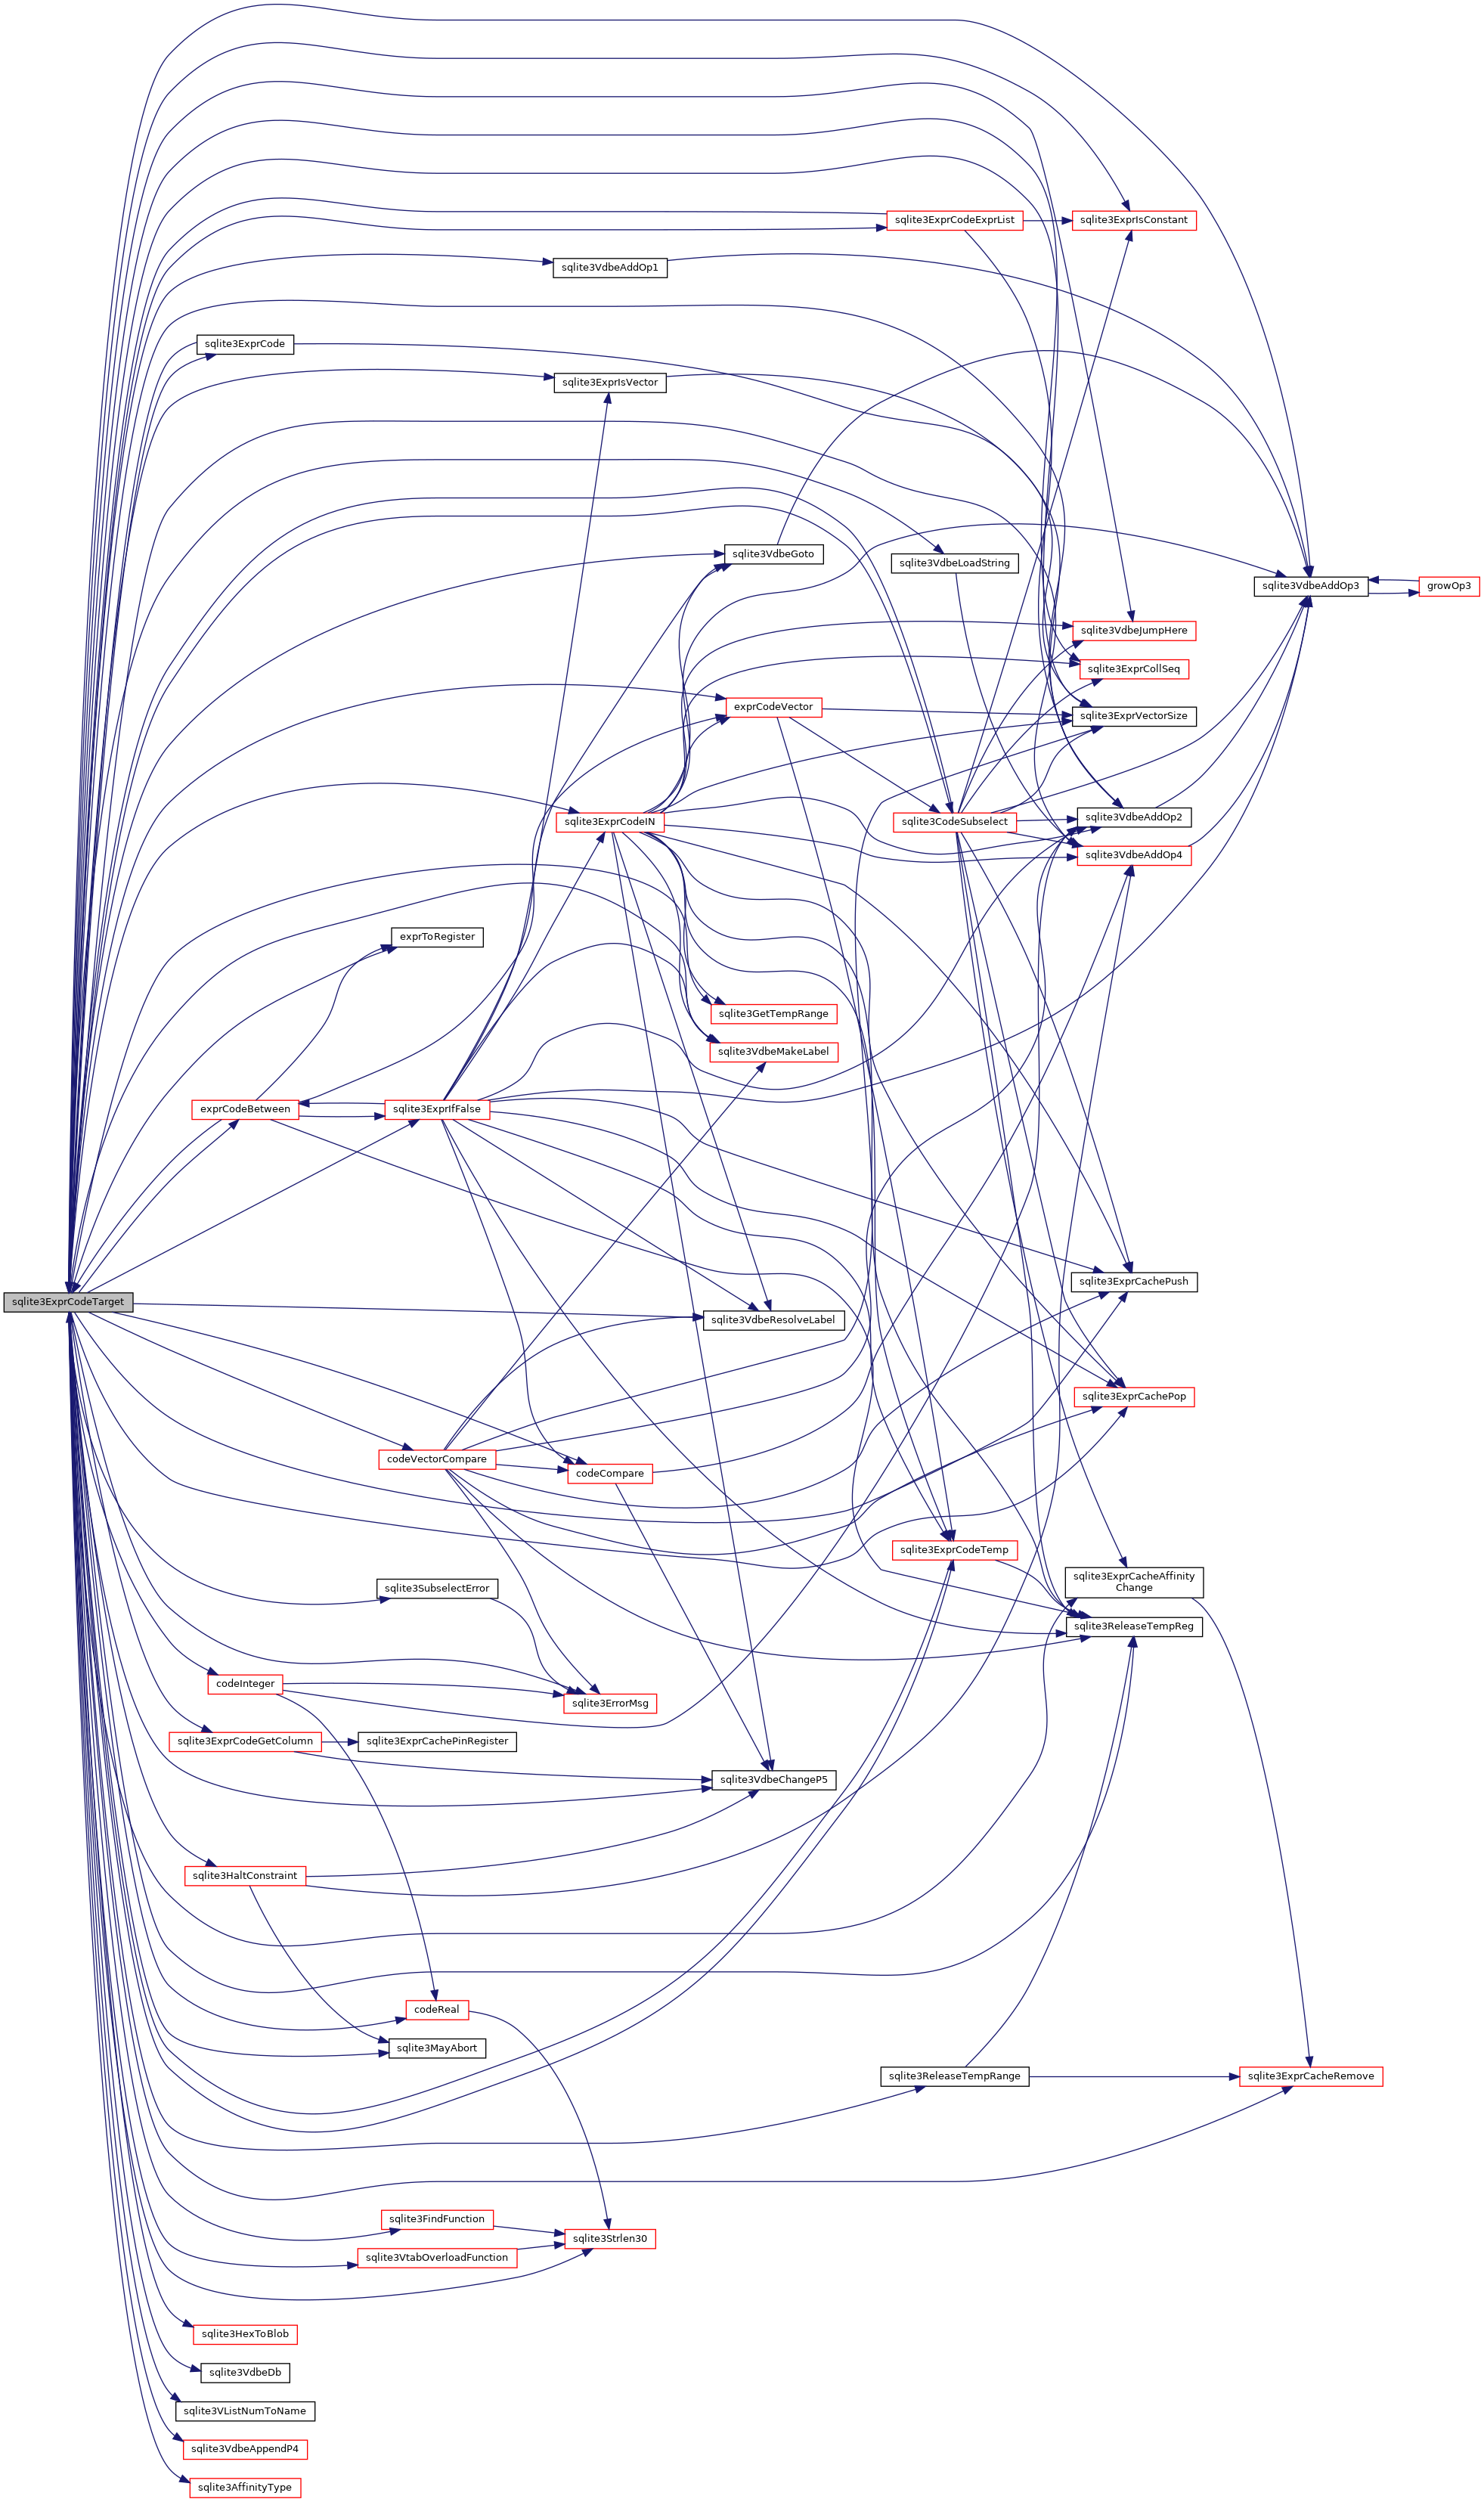 sqlite3ExprCodeExprList
sqlite3ExprIsConstant
sqlite3VdbeAddOp1
sqlite3ExprCode
sqlite3ExprIsVector
sqlite3VdbeGoto
sqlite3VdbeLoadString
sqlite3VdbeAddOp3
growOp3
sqlite3VdbeJumpHere
sqlite3ExprCollSeq
exprCodeVector
sqlite3ExprVectorSize
sqlite3ExprCodeIN
sqlite3CodeSubselect
sqlite3VdbeAddOp2
sqlite3VdbeAddOp4
exprToRegister
sqlite3GetTempRange
sqlite3VdbeMakeLabel
exprCodeBetween
sqlite3ExprIfFalse
sqlite3ExprCachePush
sqlite3ExprCodeTarget
sqlite3VdbeResolveLabel
sqlite3ExprCachePop
codeVectorCompare
codeCompare
sqlite3ExprCodeTemp
sqlite3SubselectError
sqlite3ExprCacheAffinity
Change
sqlite3ReleaseTempReg
codeInteger
sqlite3ErrorMsg
sqlite3ExprCodeGetColumn
sqlite3ExprCachePinRegister
sqlite3VdbeChangeP5
sqlite3HaltConstraint
codeReal
sqlite3MayAbort
sqlite3ReleaseTempRange
sqlite3ExprCacheRemove
sqlite3FindFunction
sqlite3Strlen30
sqlite3VtabOverloadFunction
sqlite3HexToBlob
sqlite3VdbeDb
sqlite3VListNumToName
sqlite3VdbeAppendP4
sqlite3AffinityType